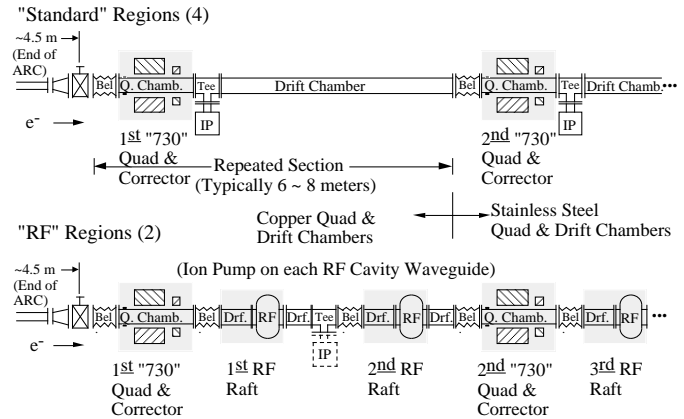 "Standard" Regions (4)
~4.5 m
(End of
ARC)
Bel
Q. Chamb.
Tee
Drift Chamber
Bel
Q. Chamb.
Tee
Drift Chamb.
•••
IP
IP
e-
1st "730"
Quad &
Corrector
2nd "730"
Quad &
Corrector
Repeated Section
(Typically 6 ~ 8 meters)
Copper Quad &
Drift Chambers
Stainless Steel
Quad & Drift Chambers
"RF" Regions (2)
~4.5 m
(End of
ARC)
(Ion Pump on each RF Cavity Waveguide)
Bel
Q. Chamb.
Bel
Drf.
RF
Drf.
Tee
Bel
Drf.
RF
Drf.
Bel
Q. Chamb.
Bel
Drf.
RF
•••
IP
e-
1st "730"
Quad &
Corrector
1st RF
Raft
2nd RF
Raft
2nd "730"
Quad &
Corrector
3rd RF
Raft